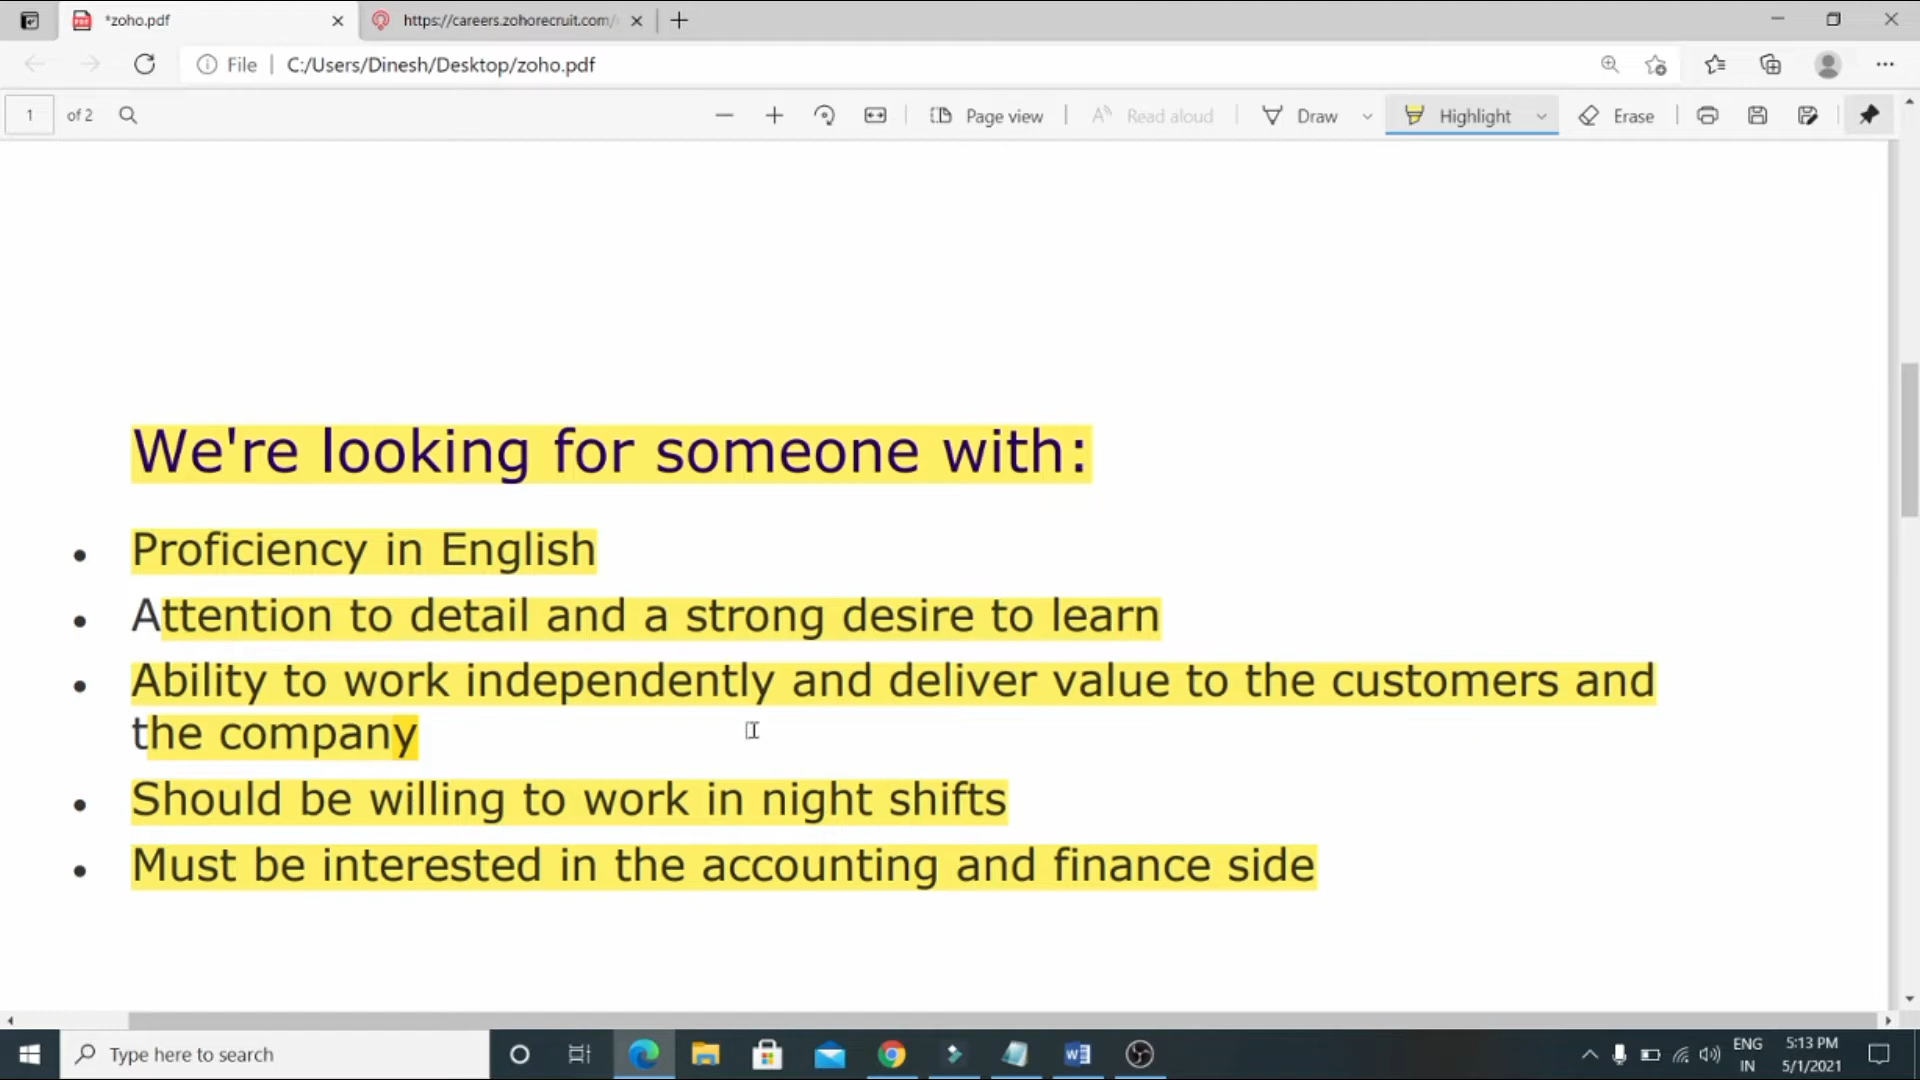 *zoho.pdf
https://careers.zohorecruit.com/
File
C:/Users/Dinesh/Desktop/zoho.pdf
1 of 2
Page view
Read aloud
Draw
Highlight
Erase
We're looking for someone with:
• Proficiency in English
• Attention to detail and a strong desire to learn
• Ability to work independently and deliver value to the customers and
the company
• Should be willing to work in night shifts
• Must be interested in the accounting and finance side
Type here to search
ENG
IN
5:13 PM
5/1/2021